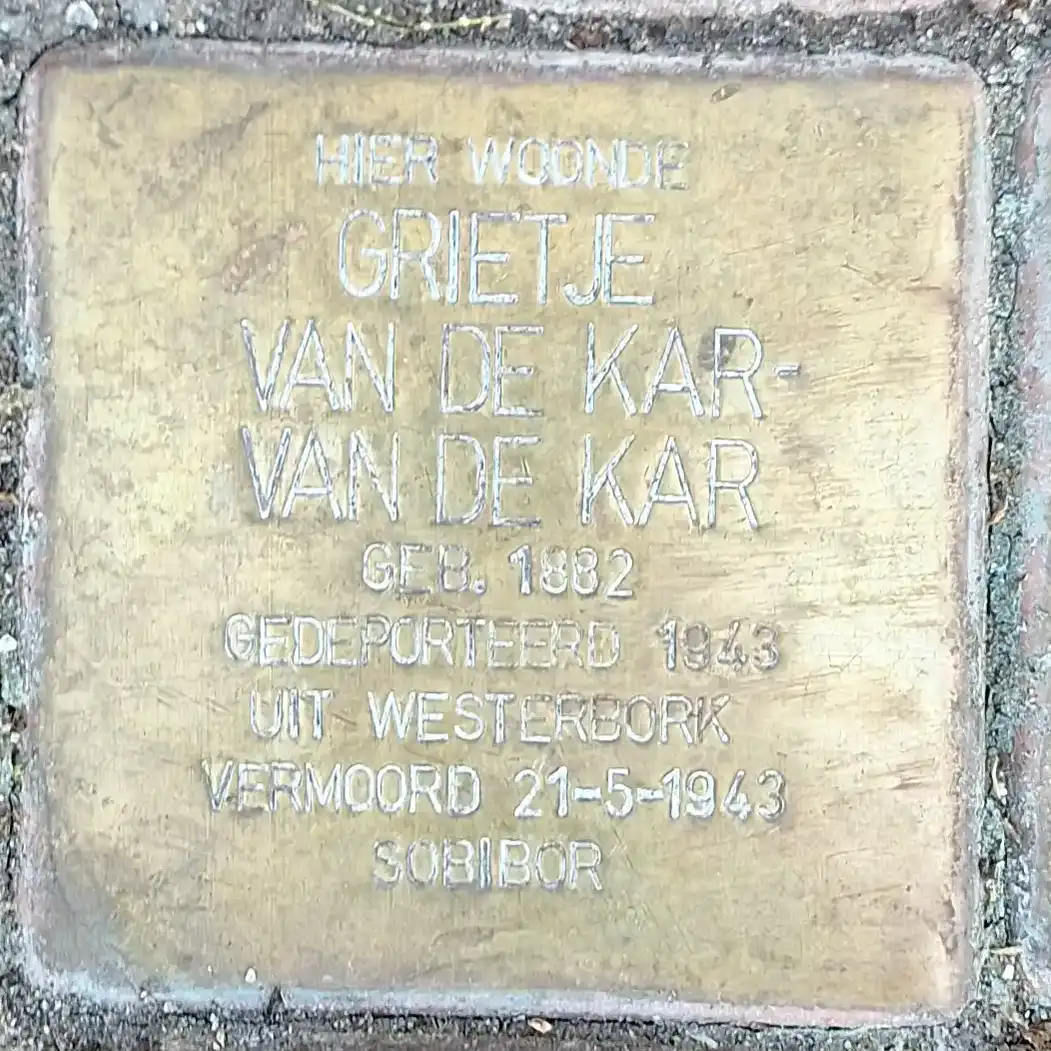 HIER WOONDE
GRIETJE
VAN DE KAR-
VAN DE KAR
GEB. 1882
GEDEPORTEERD 1943
UIT WESTERBORK
VERMOORD 21-5-1943
SOBIBOR